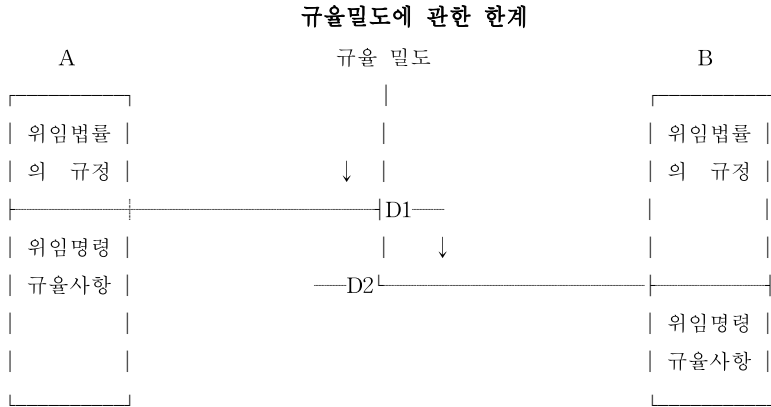 규율밀도에 관한 한계
A 규율 밀도 B
위임법률 위임법률
의 규정 ↓ 의 규정
D1
위임명령 ↓
규율사항 D2
위임명령
규율사항